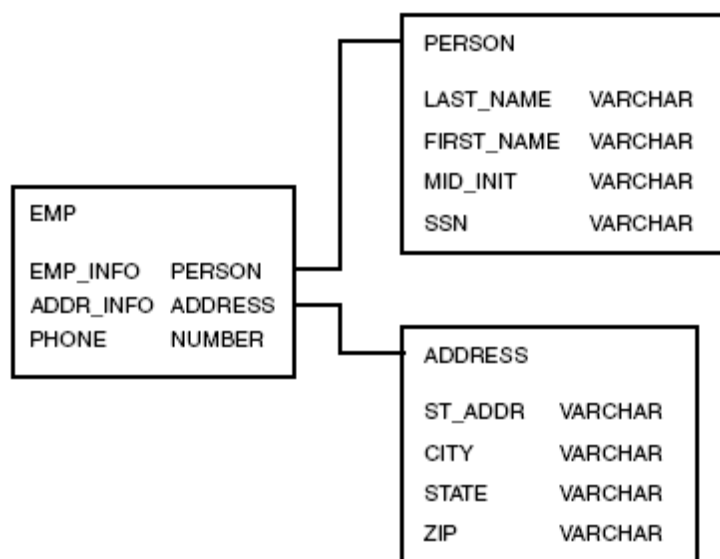 EMP
EMP_INFO PERSON
ADDR_INFO ADDRESS
PHONE NUMBER
PERSON
LAST_NAME VARCHAR
FIRST_NAME VARCHAR
MID_INIT VARCHAR
SSN VARCHAR
ADDRESS
ST_ADDR VARCHAR
CITY VARCHAR
STATE VARCHAR
ZIP VARCHAR